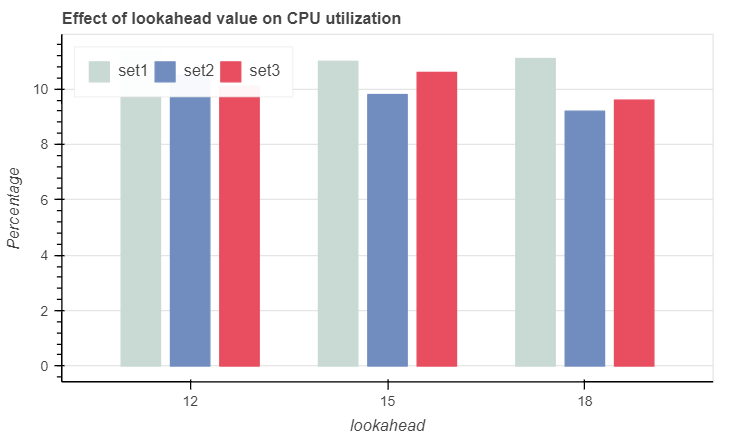 Effect of lookahead value on CPU utilization
set1 set2 set3
10
8
6
4
2
0
Percentage
12 15 18
lookahead